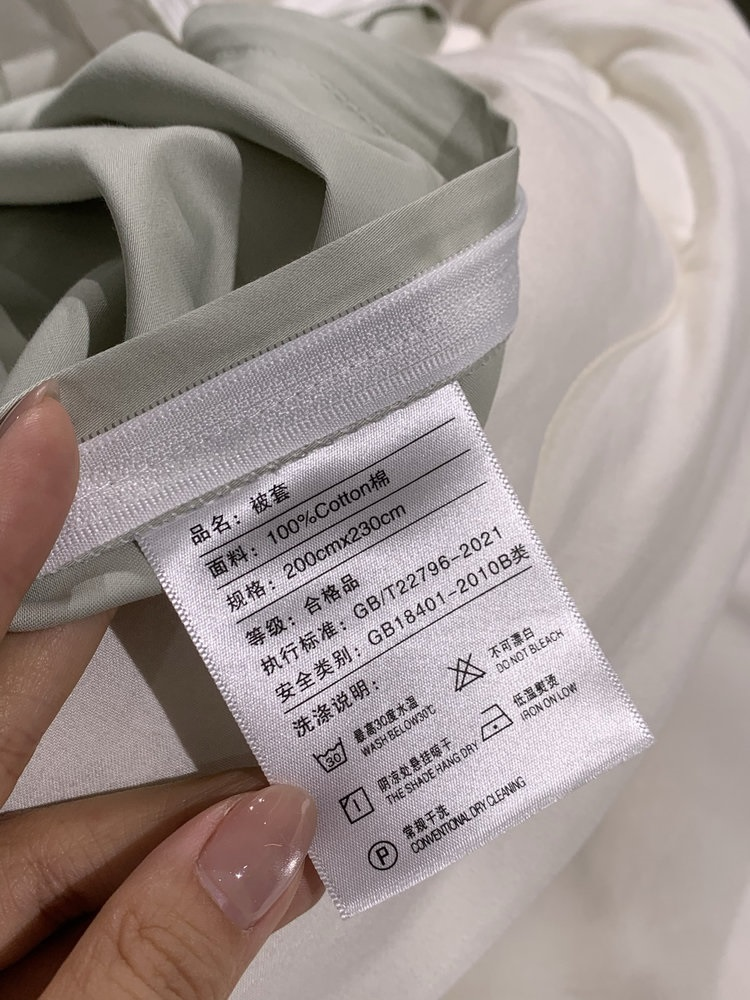 品名：被套
面料：100%Cotton棉
规格：200cmx230cm
等级：合格品
执行标准：GB/T22796-2021
安全类别：GB18401-2010B类
洗涤说明：
不可漂白
DO NOT BLEACH
30
最高30度水温
WASH BELOW30℃
低温熨烫
IRON ON LOW
阴凉处悬挂晾干
THE SHADE HANG DRY
P
常规干洗
CONVENTIONAL DRY CLEANING